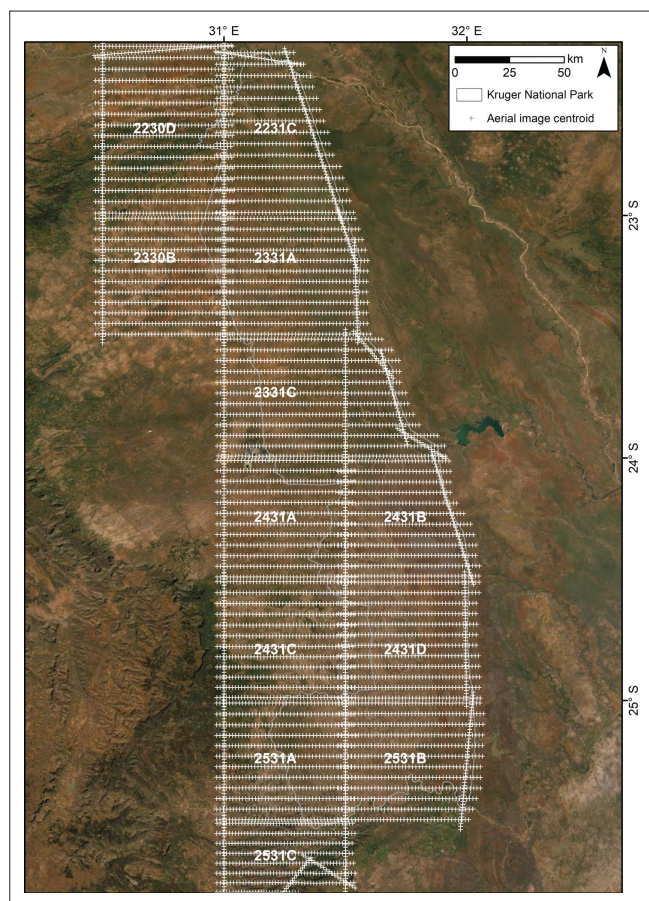 31° E
32° E
N
km
0
25
50
Kruger National Park
Aerial image centroid
2230D
2231C
23° S
2330B
2331A
2331C
24° S
2431A
2431B
2431C
2431D
25° S
2531A
2531B
2531C